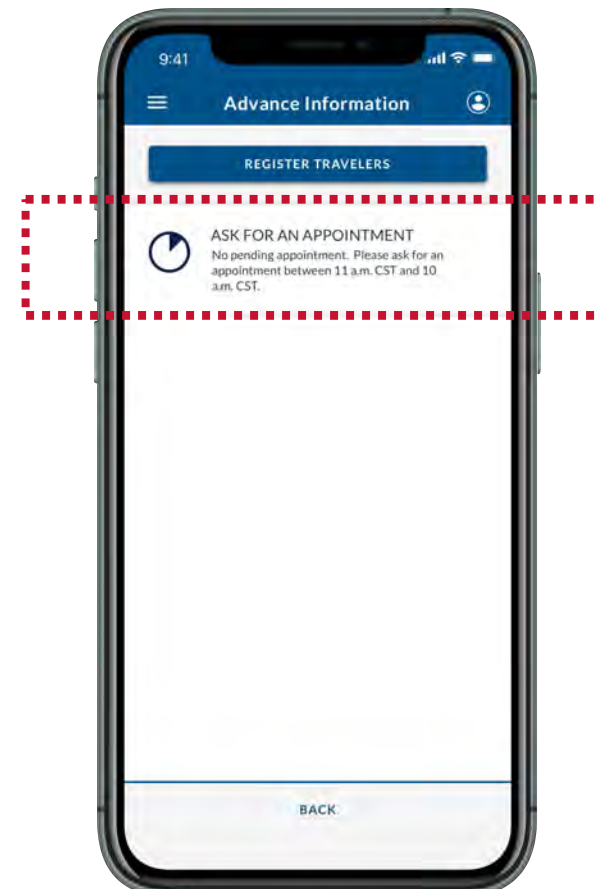 9:41
Advance Information
REGISTER TRAVELERS
ASK FOR AN APPOINTMENT
No pending appointment. Please ask for an
appointment between 11 a.m. CST and 10
a.m. CST.
BACK